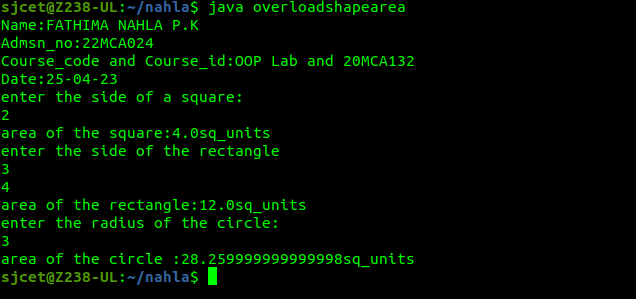 sjcet@Z238-UL:~/nahla$ java overloadshapearea
Name:FATHIMA NAHLA P.K
Admsn_no:22MCA024
Course_code and Course_id:OOP Lab and 20MCA132
Date:25-04-23
enter the side of a square:
2
area of the square:4.0sq_units
enter the side of the rectangle
3
4
area of the rectangle:12.0sq_units
enter the radius of the circle:
3
area of the circle :28.259999999999998sq_units
sjcet@Z238-UL:~/nahla$